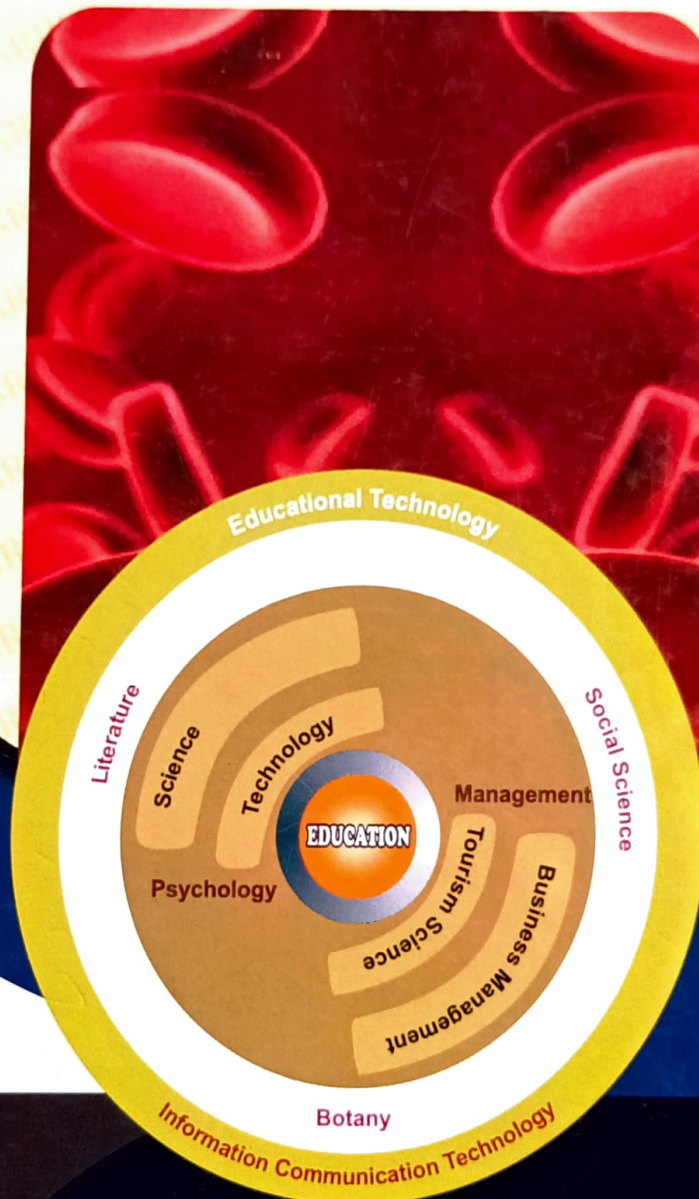 Educational Technology
Literature
Social Science
Science
Technology
Management
EDUCATION
Psychology
Tourism Science
Business Management
Botany
Information Communication Technology